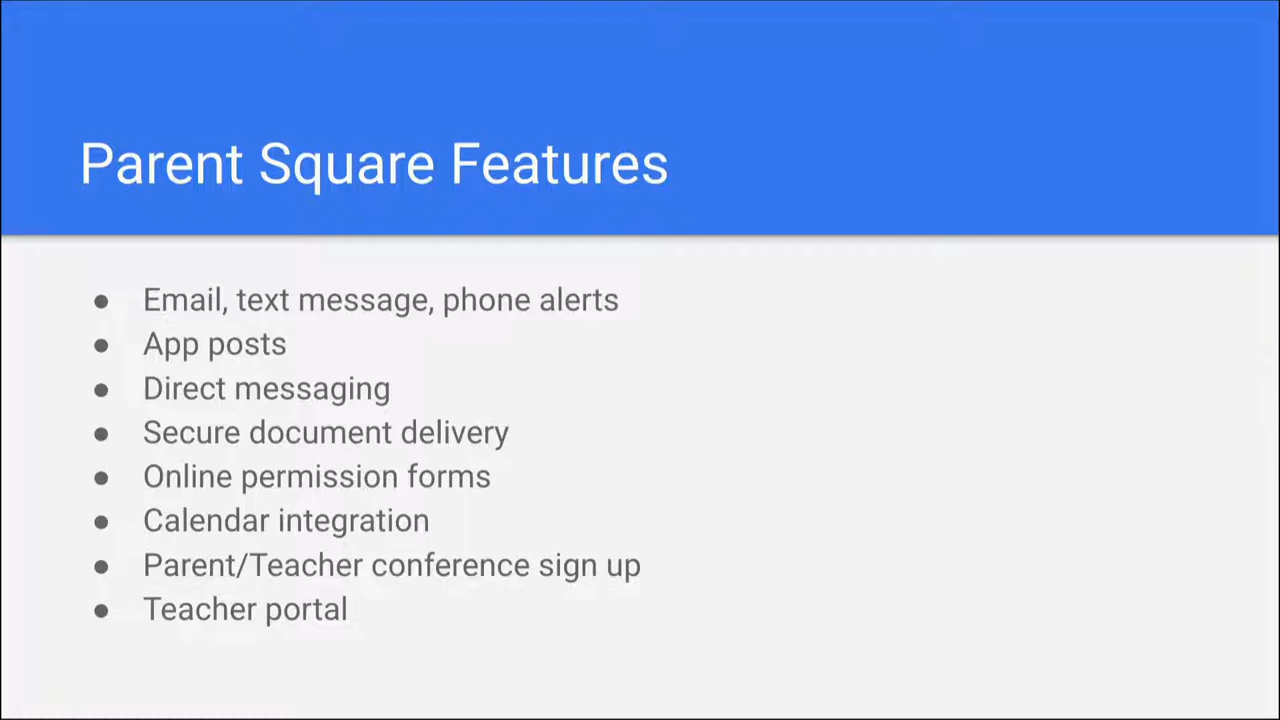 Parent Square Features
● Email, text message, phone alerts
● App posts
● Direct messaging
● Secure document delivery
● Online permission forms
● Calendar integration
● Parent/Teacher conference sign up
● Teacher portal